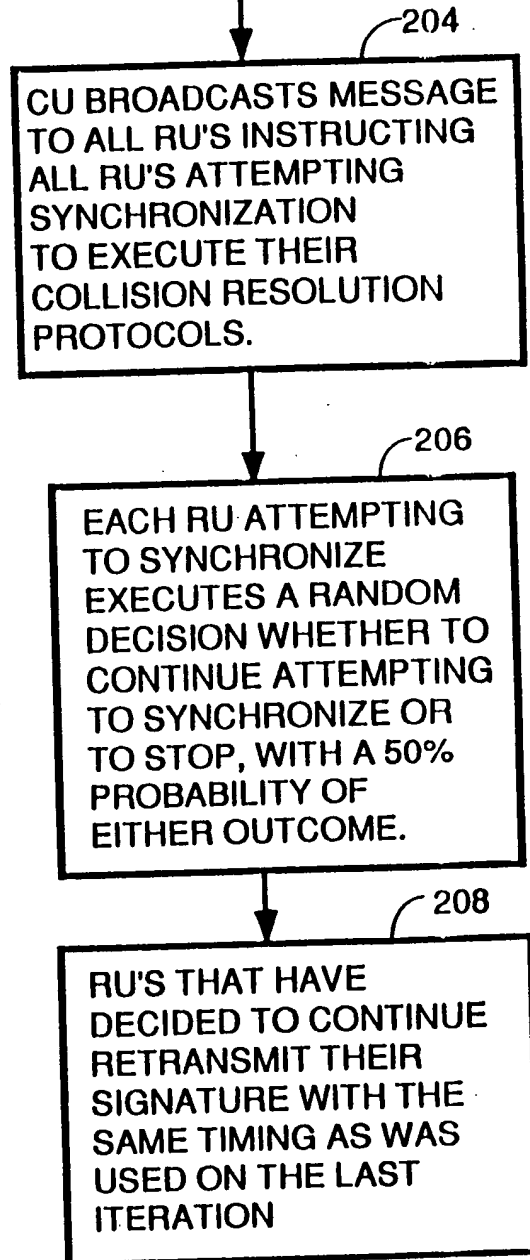 204
CU BROADCASTS MESSAGE
TO ALL RU'S INSTRUCTING
ALL RU'S ATTEMPTING
SYNCHRONIZATION
TO EXECUTE THEIR
COLLISION RESOLUTION
PROTOCOLS.
206
EACH RU ATTEMPTING
TO SYNCHRONIZE
EXECUTES A RANDOM
DECISION WHETHER TO
CONTINUE ATTEMPTING
TO SYNCHRONIZE OR
TO STOP, WITH A 50%
PROBABILITY OF
EITHER OUTCOME.
208
RU'S THAT HAVE
DECIDED TO CONTINUE
RETRANSMIT THEIR
SIGNATURE WITH THE
SAME TIMING AS WAS
USED ON THE LAST
ITERATION